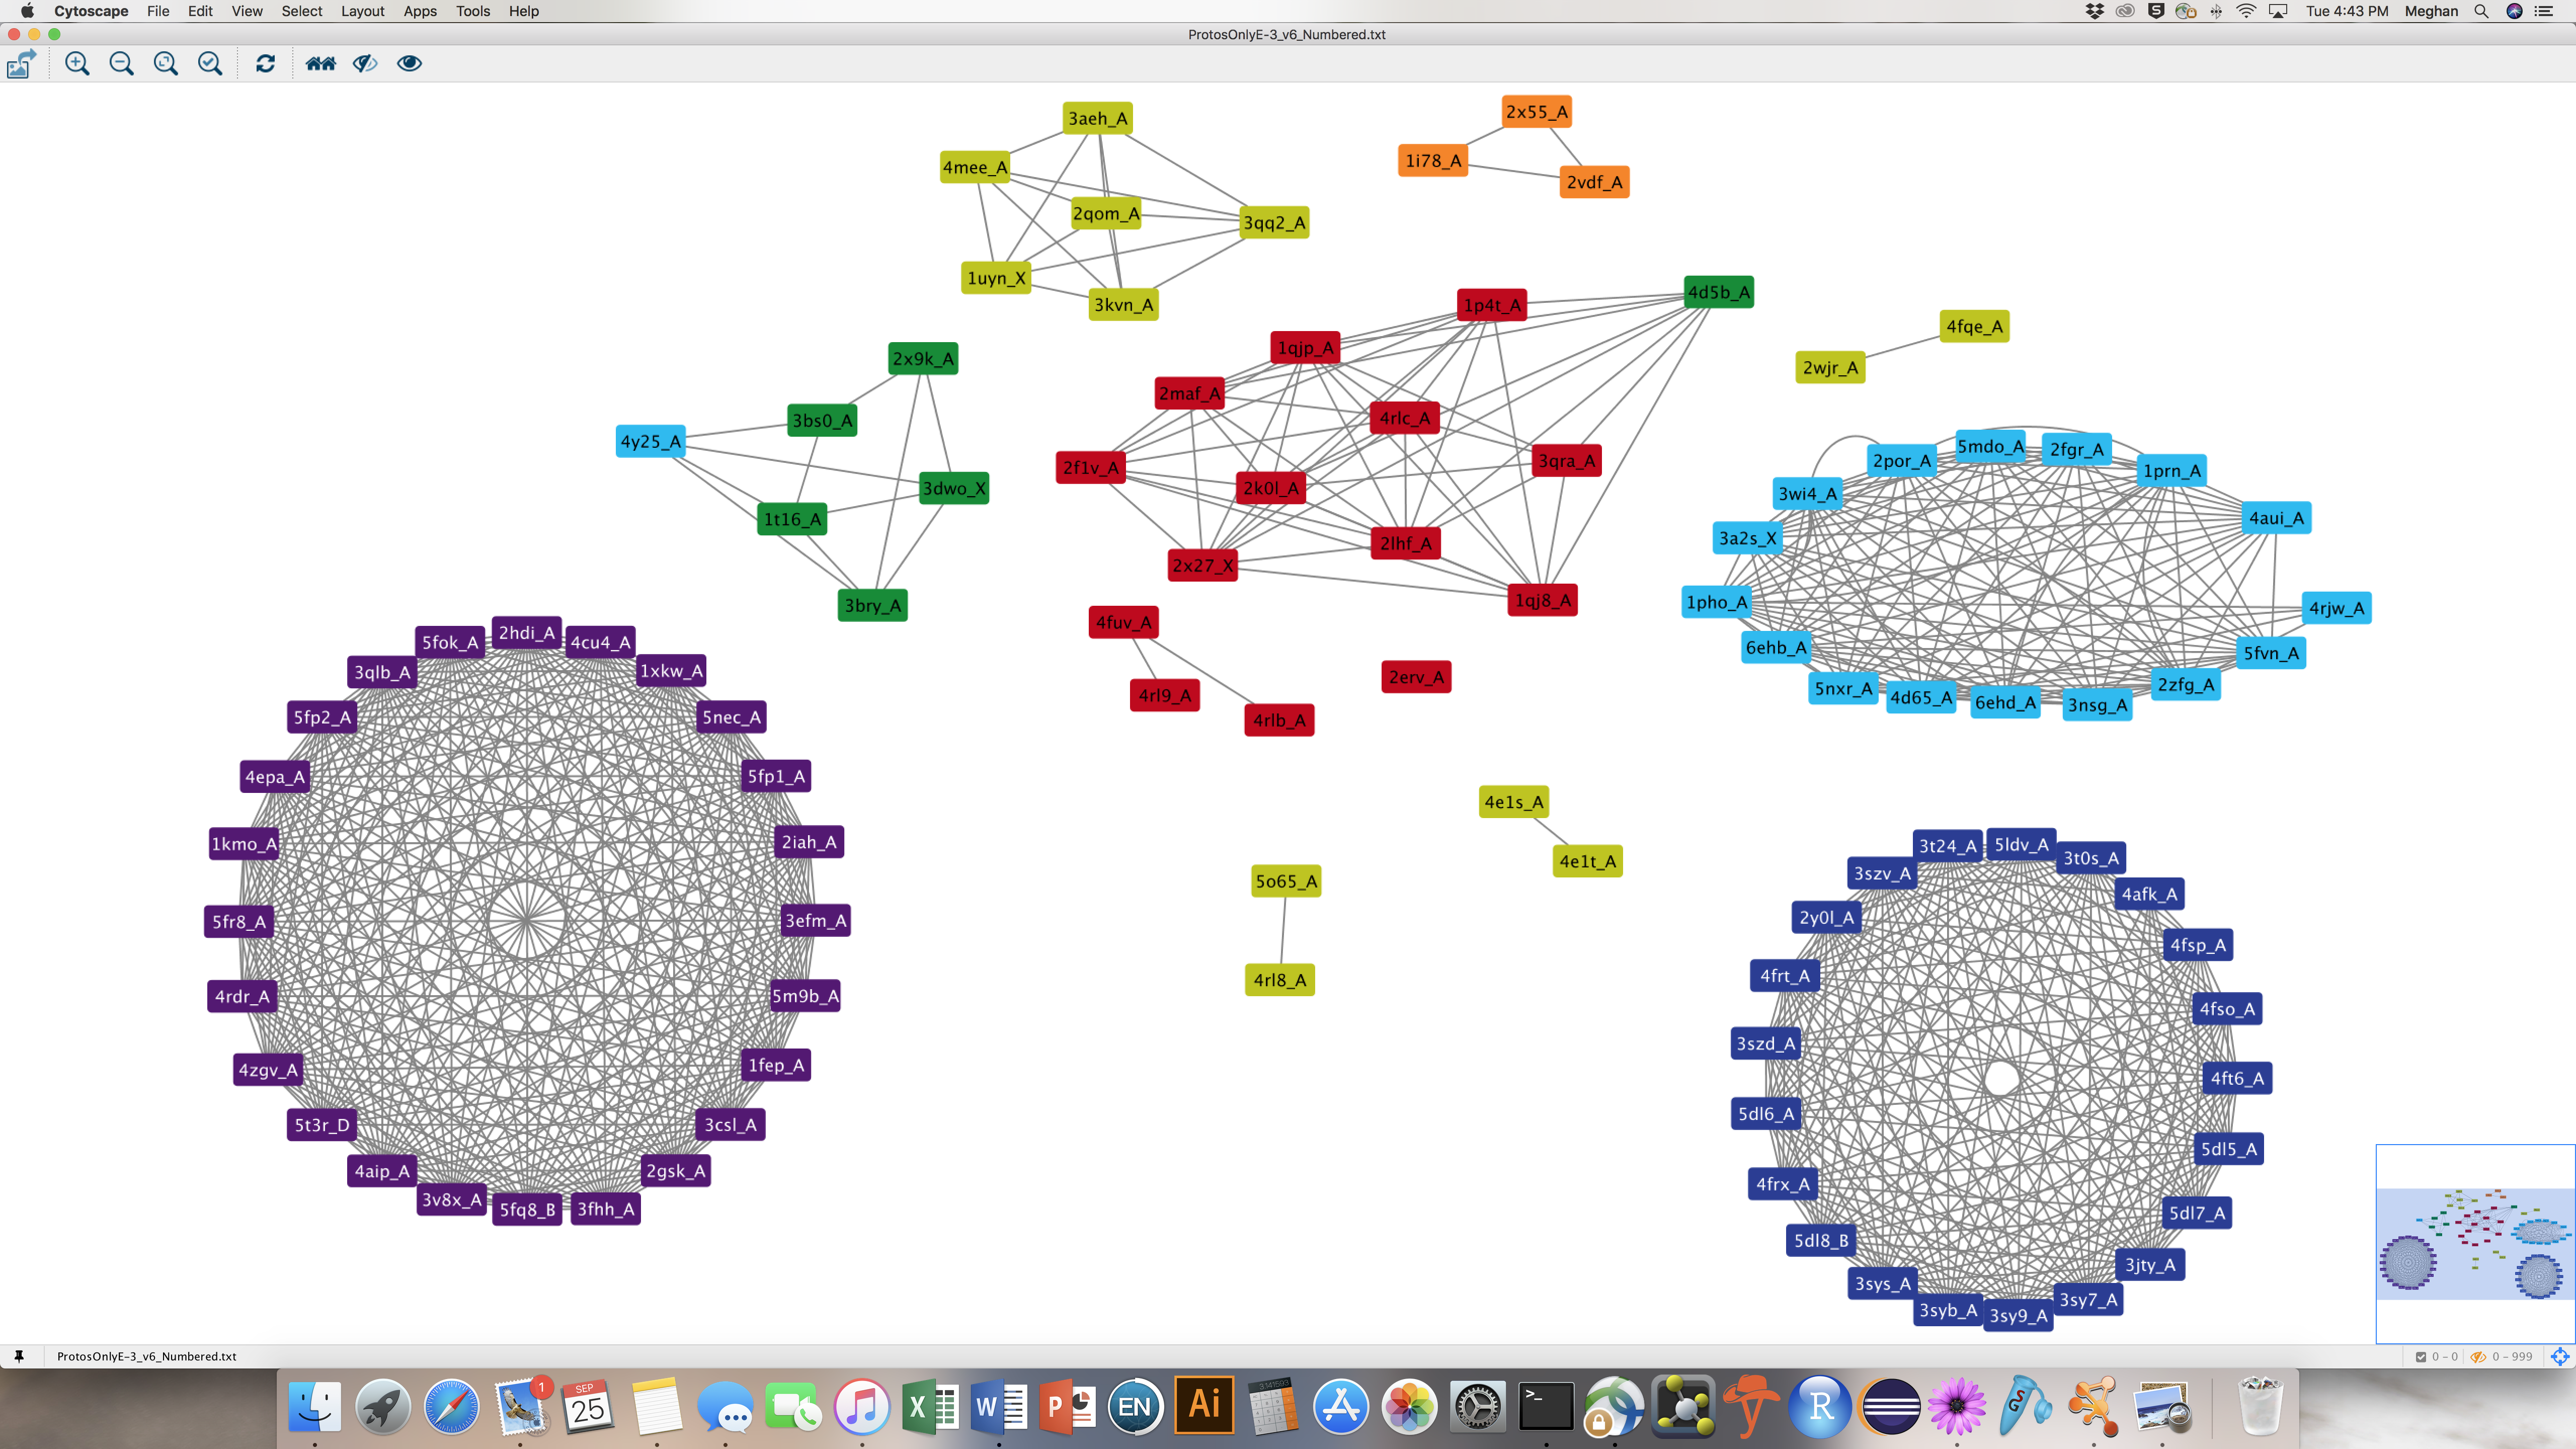 Cytoscape File Edit View Select Layout Apps Tools Help
Tue 4:43 PM Meghan
ProtosOnlyE-3_v6_Numbered.txt
3aeh_A
4mee_A
2qom_A
3qq2_A
1uyn_X
3kvn_A
2x55_A
1i78_A
2vdf_A
2x9k_A
3bs0_A
4y25_A
3dwo_X
1t16_A
3bry_A
1p4t_A
4d5b_A
1qjp_A
2maf_A
4rlc_A
2f1v_A
3qra_A
2k0l_A
2lhf_A
2x27_X
1qj8_A
4fqe_A
2wjr_A
4fuv_A
4rl9_A
4rlb_A
2erv_A
5mdo_A
2fgr_A
2por_A
1prn_A
3wi4_A
4aui_A
3a2s_X
1pho_A
4rjw_A
6ehb_A
5fvn_A
5nxr_A
2zfg_A
4d65_A
6ehd_A
3nsg_A
2hdi_A
5fok_A
4cu4_A
3qlb_A
1xkw_A
5fp2_A
5nec_A
4epa_A
5fp1_A
1kmo_A
2iah_A
5fr8_A
3efm_A
4rdr_A
5m9b_A
4zgv_A
1fep_A
5t3r_D
3csl_A
4aip_A
2gsk_A
3v8x_A
5fq8_B
3fhh_A
4e1s_A
4e1t_A
5o65_A
4rl8_A
3t24_A
5ldv_A
3t0s_A
3szv_A
4afk_A
2y0l_A
4fsp_A
4frt_A
4fso_A
3szd_A
4ft6_A
5dl6_A
5dl5_A
4frx_A
5dl7_A
5dl8_B
3jty_A
3sys_A
3sy7_A
3syb_A
3sy9_A
ProtosOnlyE-3_v6_Numbered.txt
0 - 0
0 - 999
1
SEP
25
X
W
P
EN
Ai
3141593
>_
R
S
G